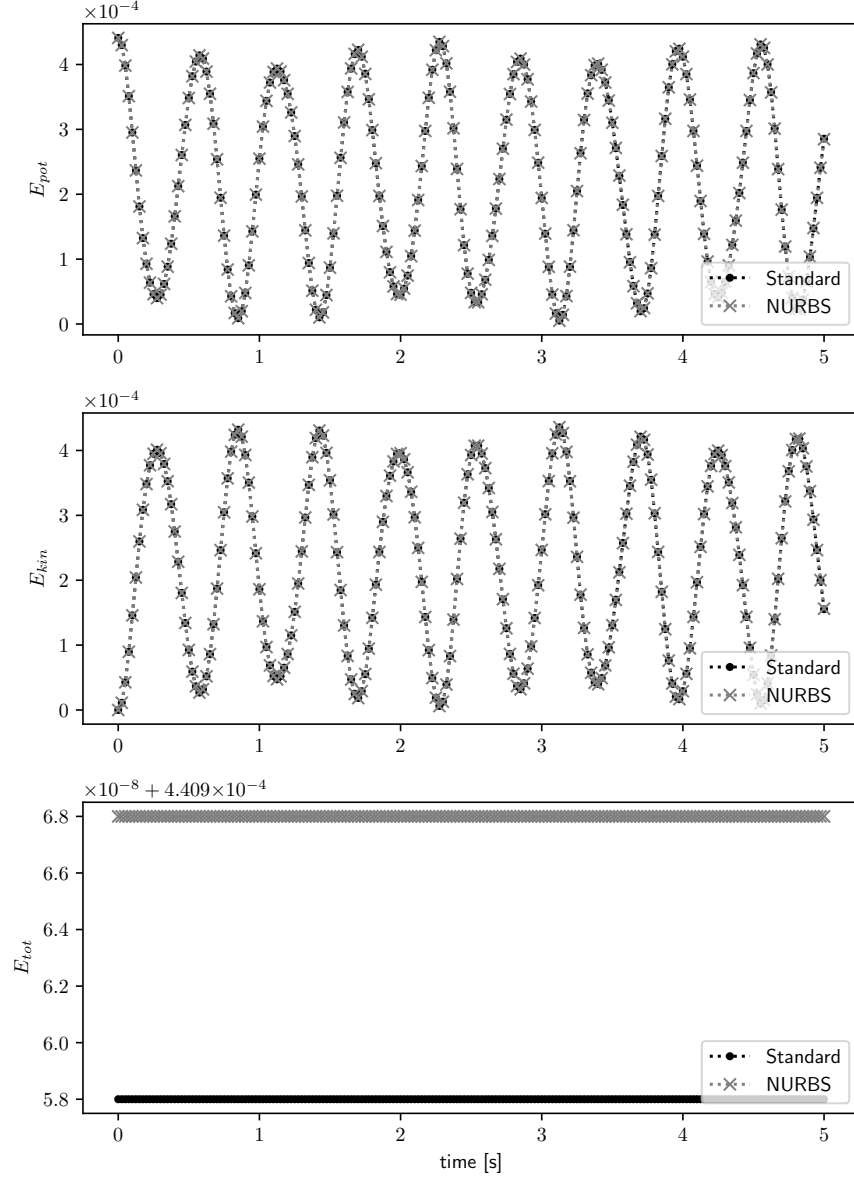 ×10⁻⁴
4
3
2
1
0
E_pot
Standard
NURBS
0 1 2 3 4 5
×10⁻⁴
4
3
2
1
0
E_kin
Standard
NURBS
0 1 2 3 4 5
×10⁻⁸ + 4.409×10⁻⁴
6.8
6.6
6.4
6.2
6.0
5.8
E_tot
Standard
NURBS
0 1 2 3 4 5
time [s]